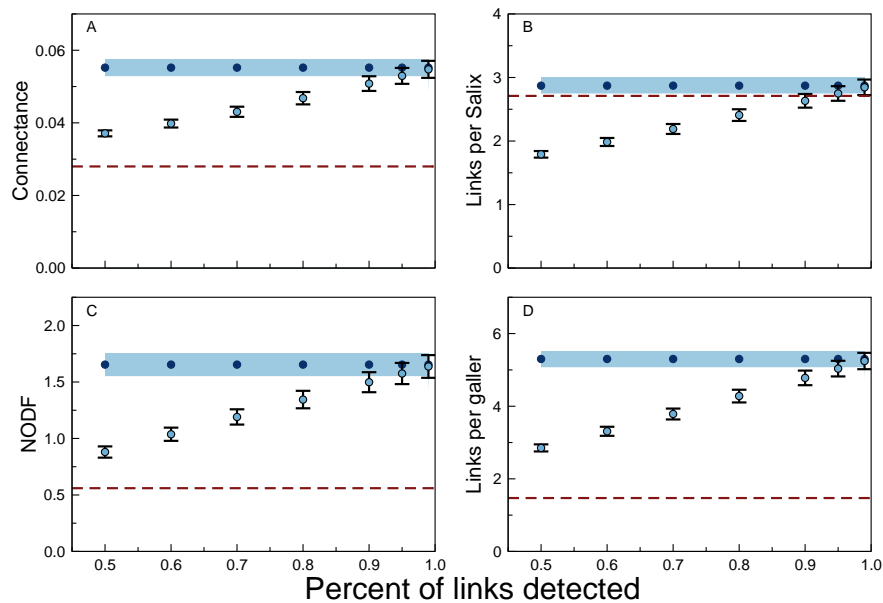 A
0.06
0.04
0.02
0.00
Connectance
B
4
3
2
1
0
Links per Salix
C
2.0
1.5
1.0
0.5
0.0
NODF
0.5 0.6 0.7 0.8 0.9 1.0
D
6
4
2
0
Links per galler
0.5 0.6 0.7 0.8 0.9 1.0
Percent of links detected